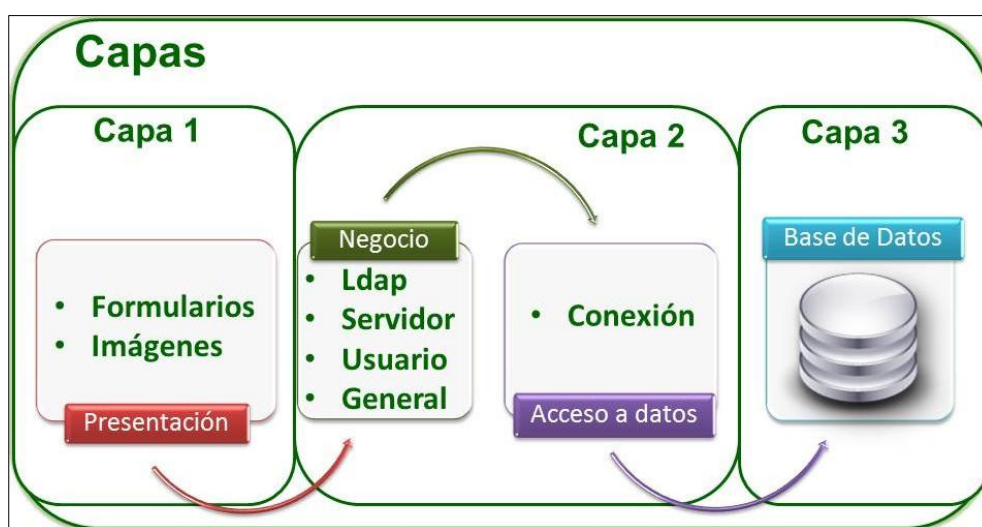 Capas
Capa 1
Capa 2
Capa 3
• Formularios
• Imágenes
Presentación
Negocio
• Ldap
• Servidor
• Usuario
• General
• Conexión
Acceso a datos
Base de Datos